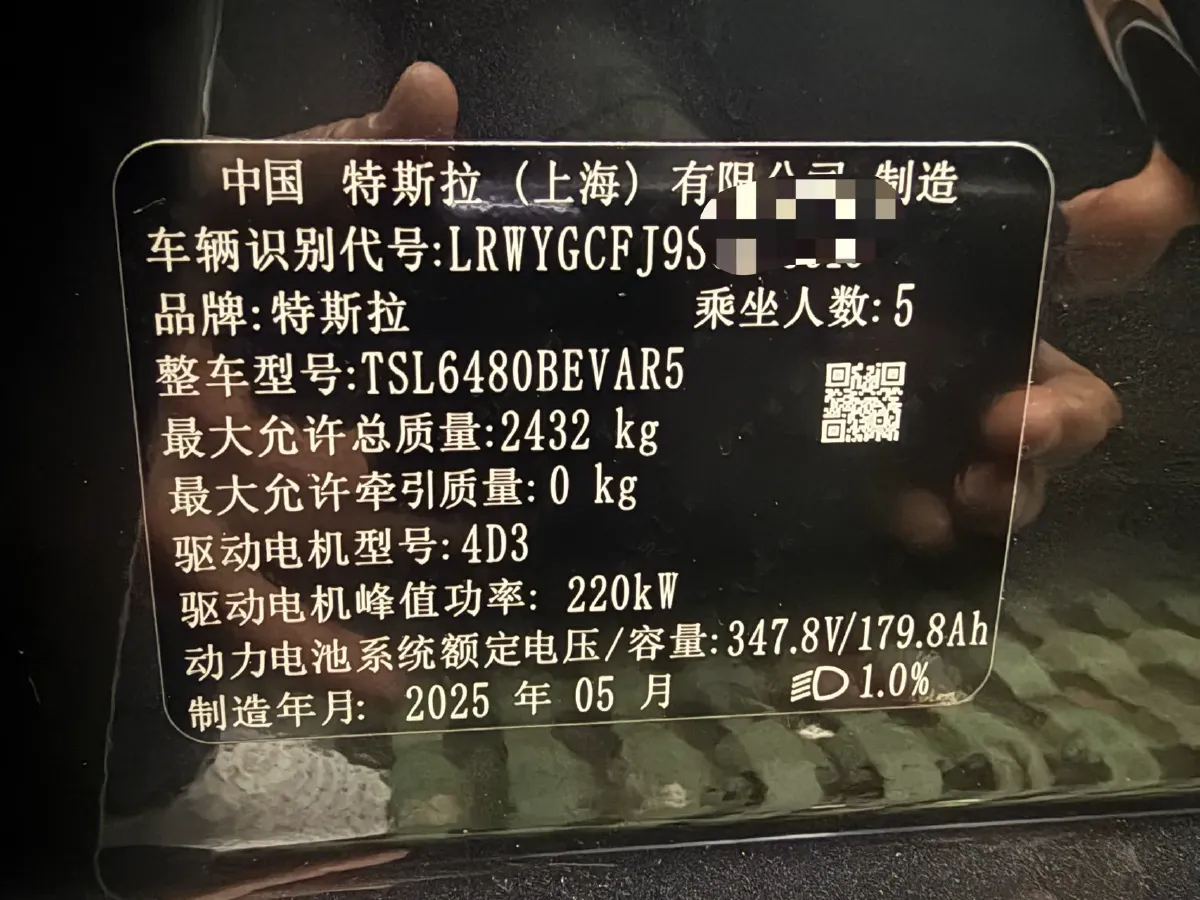 中国 特斯拉 (上海) 有限公司 制造
车辆识别代号:LRWYGCFJ9S
品牌:特斯拉 乘坐人数:5
整车型号:TSL6480BEVAR5
最大允许总质量:2432 kg
最大允许牵引质量:0 kg
驱动电机型号:4D3
驱动电机峰值功率: 220kW
动力电池系统额定电压/容量:347.8V/179.8Ah
制造年月: 2025 年 05 月 1.0%